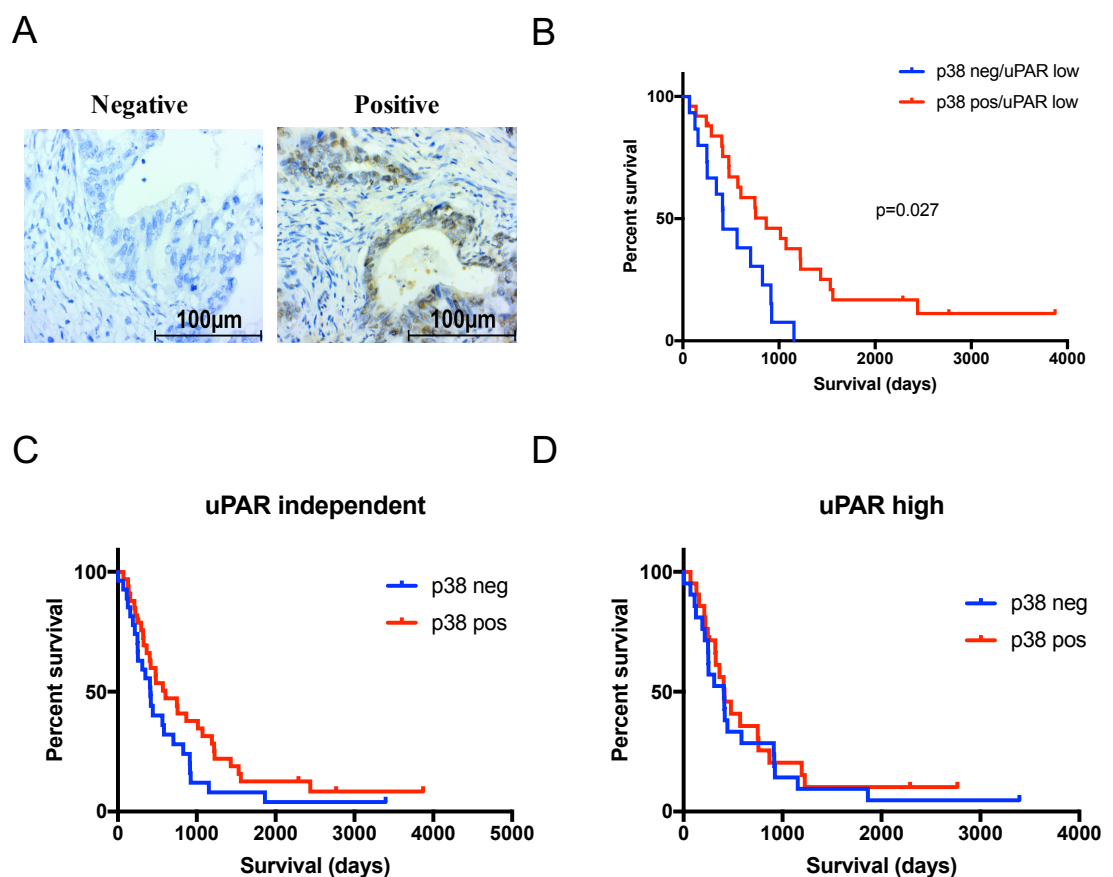 A
Negative
Positive
100µm
100µm
B
p38 neg/uPAR low
p38 pos/uPAR low
100
50
0
Percent survival
p=0.027
0 1000 2000 3000 4000
Survival (days)
C
uPAR independent
p38 neg
p38 pos
100
50
0
Percent survival
0 1000 2000 3000 4000 5000
Survival (days)
D
uPAR high
p38 neg
p38 pos
100
50
0
Percent survival
0 1000 2000 3000 4000
Survival (days)